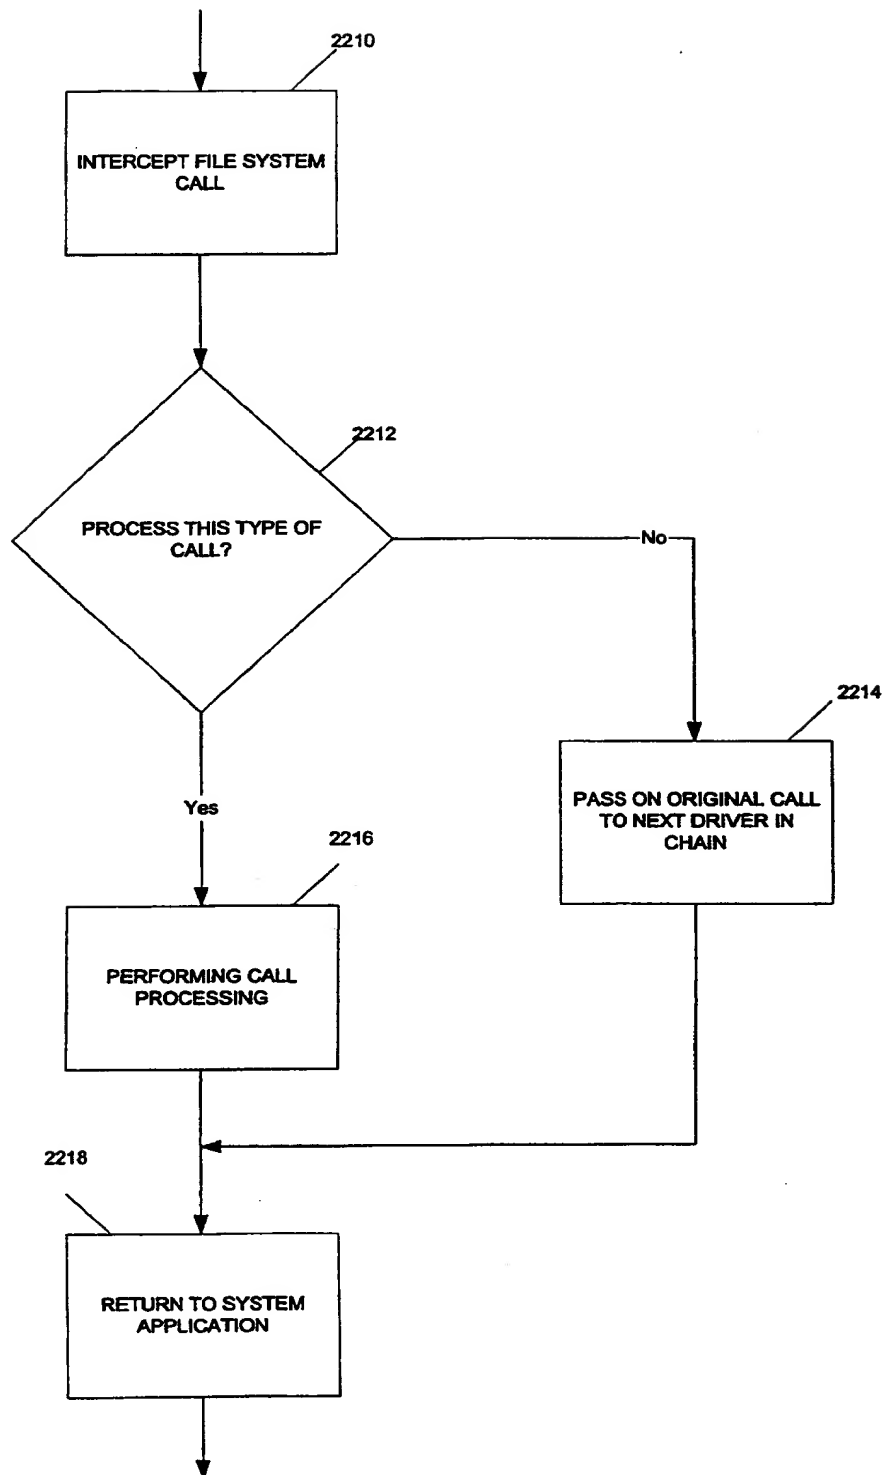 2210
INTERCEPT FILE SYSTEM
CALL
2212
PROCESS THIS TYPE OF
CALL?
No
2214
PASS ON ORIGINAL CALL
TO NEXT DRIVER IN
CHAIN
Yes
2216
PERFORMING CALL
PROCESSING
2218
RETURN TO SYSTEM
APPLICATION